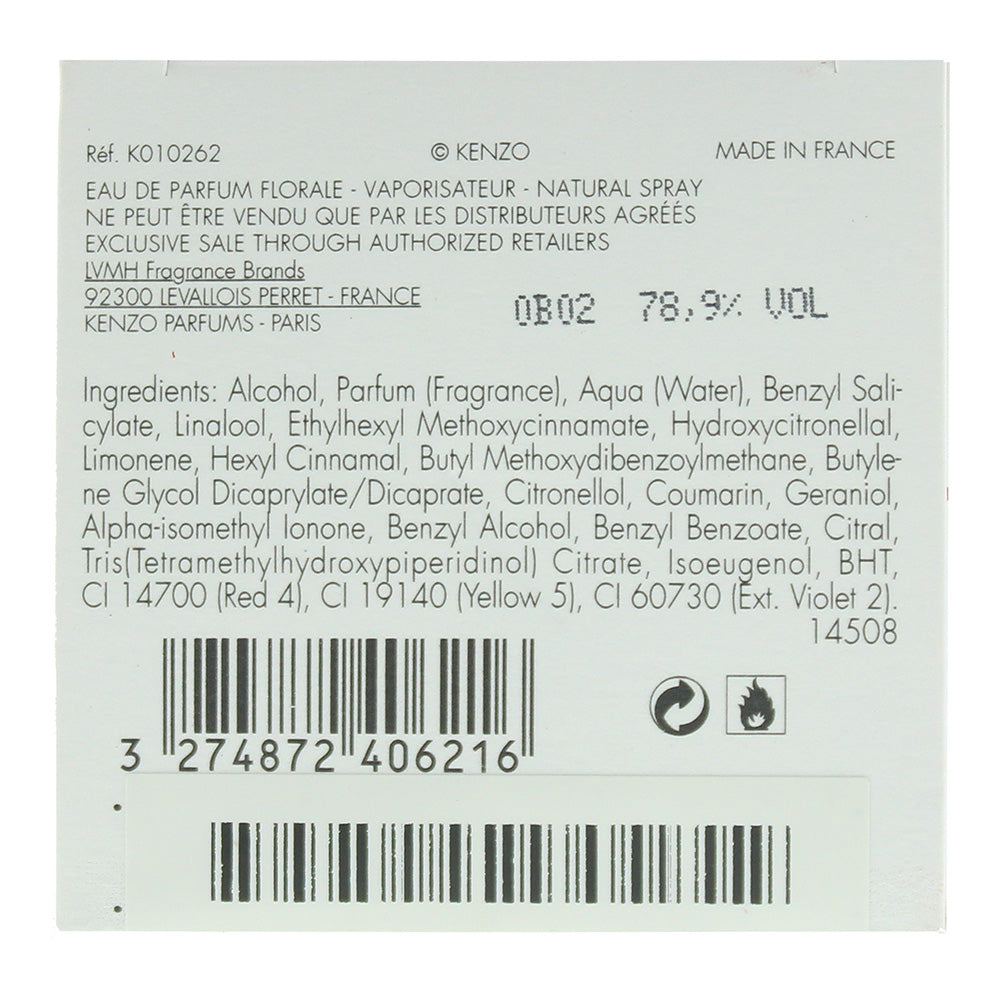 Réf. K010262 © KENZO MADE IN FRANCE
EAU DE PARFUM FLORALE - VAPORISATEUR - NATURAL SPRAY
NE PEUT ÊTRE VENDU QUE PAR LES DISTRIBUTEURS AGRÉÉS
EXCLUSIVE SALE THROUGH AUTHORIZED RETAILERS
LVMH Fragrance Brands
92300 LEVALLOIS PERRET - FRANCE
KENZO PARFUMS - PARIS
0B02 78,9% VOL
Ingredients: Alcohol, Parfum (Fragrance), Aqua (Water), Benzyl Sali-
cylate, Linalool, Ethylhexyl Methoxycinnamate, Hydroxycitronellal,
Limonene, Hexyl Cinnamal, Butyl Methoxydibenzoylmethane, Butyle-
ne Glycol Dicaprylate/Dicaprate, Citronellol, Coumarin, Geraniol,
Alpha-isomethyl Ionone, Benzyl Alcohol, Benzyl Benzoate, Citral,
Tris(Tetramethylhydroxypiperidinol) Citrate, Isoeugenol, BHT,
CI 14700 (Red 4), CI 19140 (Yellow 5), CI 60730 (Ext. Violet 2).
14508
3 274872 406216